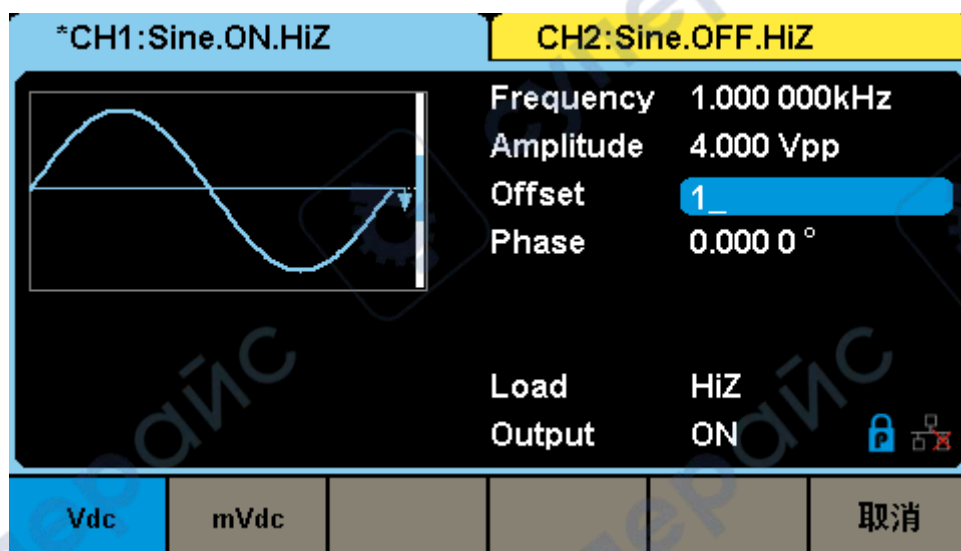 *CH1:Sine.ON.HiZ
CH2:Sine.OFF.HiZ
Frequency 1.000 000kHz
Amplitude 4.000 Vpp
Offset 1_
Phase 0.000 0 °
Load HiZ
Output ON
Vdc
mVdc
取消